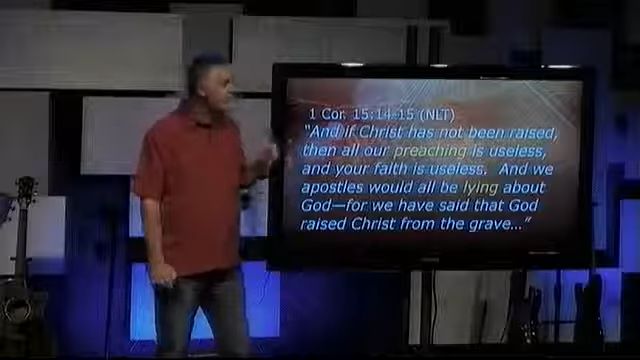 1 Cor. 15:14-15 (NLT)
"And if Christ has not been raised,
then all our preaching is useless,
and your faith is useless. And we
apostles would all be lying about
God—for we have said that God
raised Christ from the grave..."